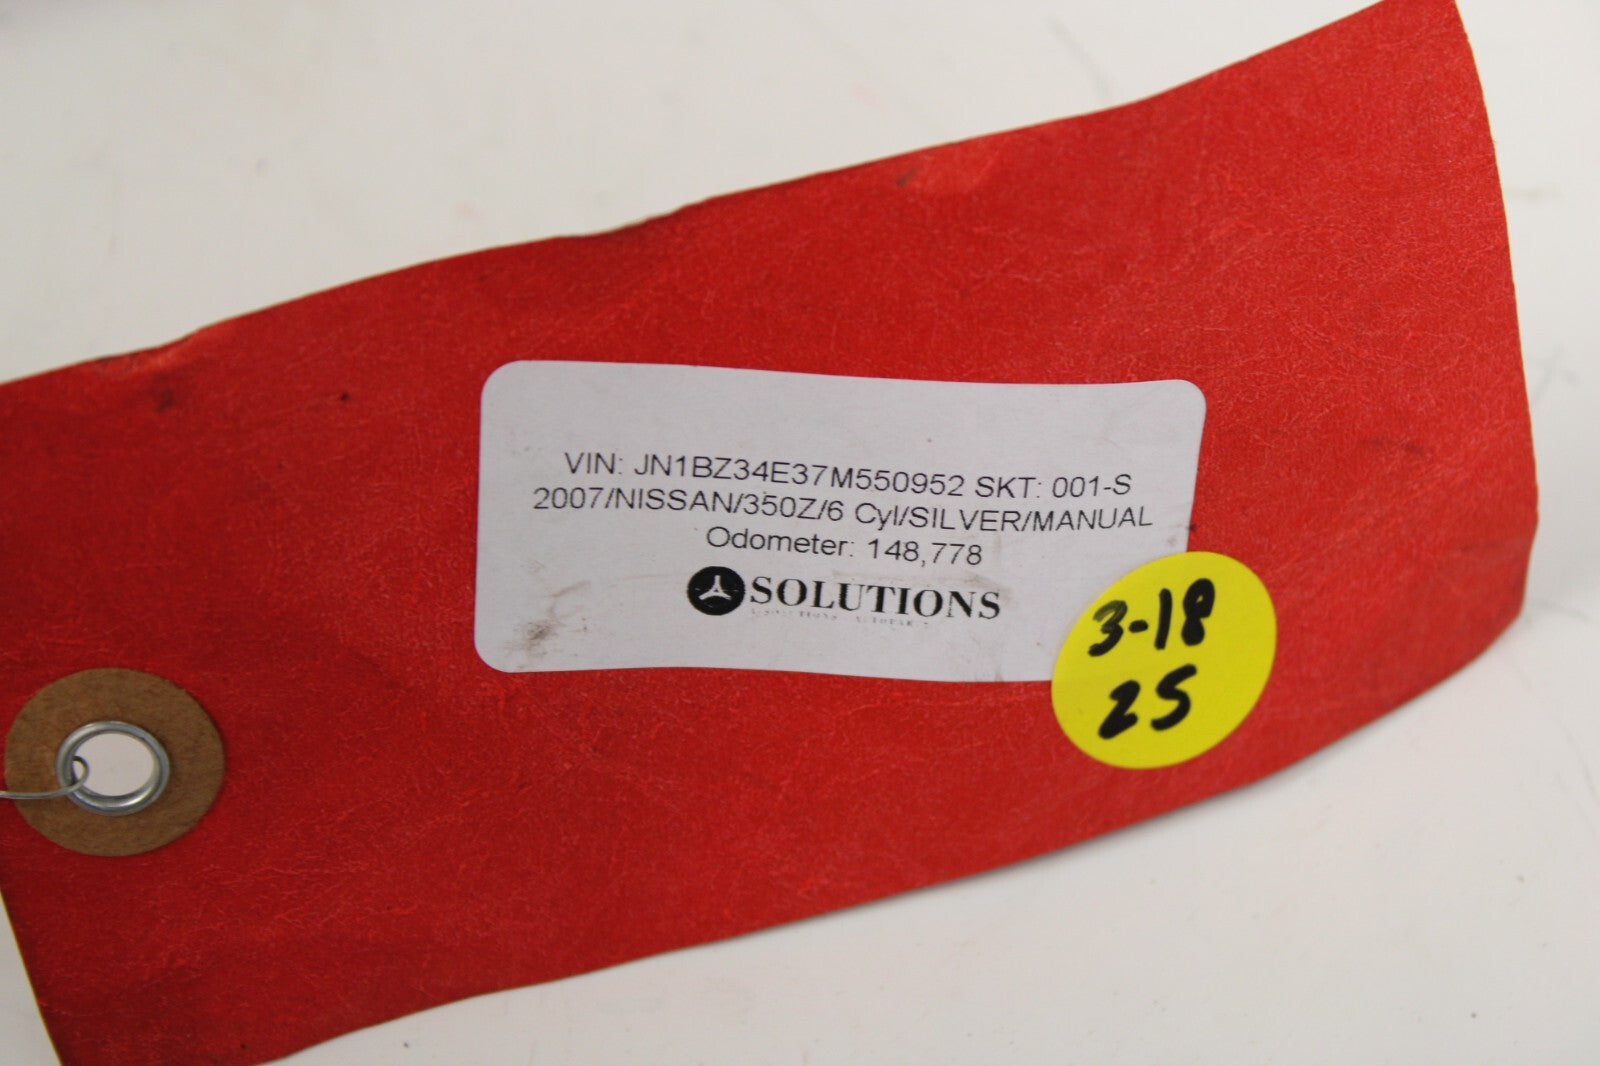 VIN: JN1BZ34E37M550952 SKT: 001-S
2007/NISSAN/350Z/6 Cyl/SILVER/MANUAL
Odometer: 148,778
SOLUTIONS
3-18
25